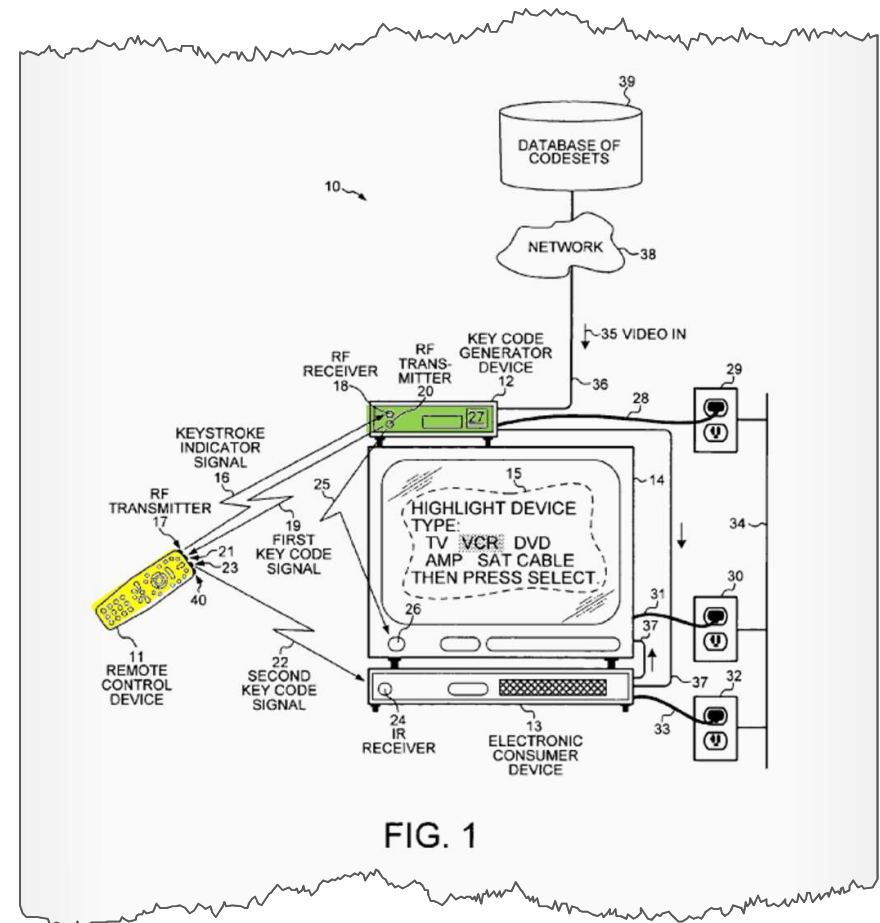 39
DATABASE OF
CODESETS
10
NETWORK
38
35 VIDEO IN
36
KEY CODE
GENERATOR
DEVICE
12
RF
TRANS-
MITTER
20
RF
RECEIVER
18
27
28
29
KEYSTROKE
INDICATOR
SIGNAL
16
RF
TRANSMITTER
17
25
19
FIRST
KEY CODE
SIGNAL
21
23
40
15
14
HIGHLIGHT DEVICE
TYPE:
TV VCR DVD
AMP SAT CABLE
THEN PRESS SELECT.
34
30
31
26
37
11
REMOTE
CONTROL
DEVICE
22
SECOND
KEY CODE
SIGNAL
24
IR
RECEIVER
13
ELECTRONIC
CONSUMER
DEVICE
37
32
33
FIG. 1